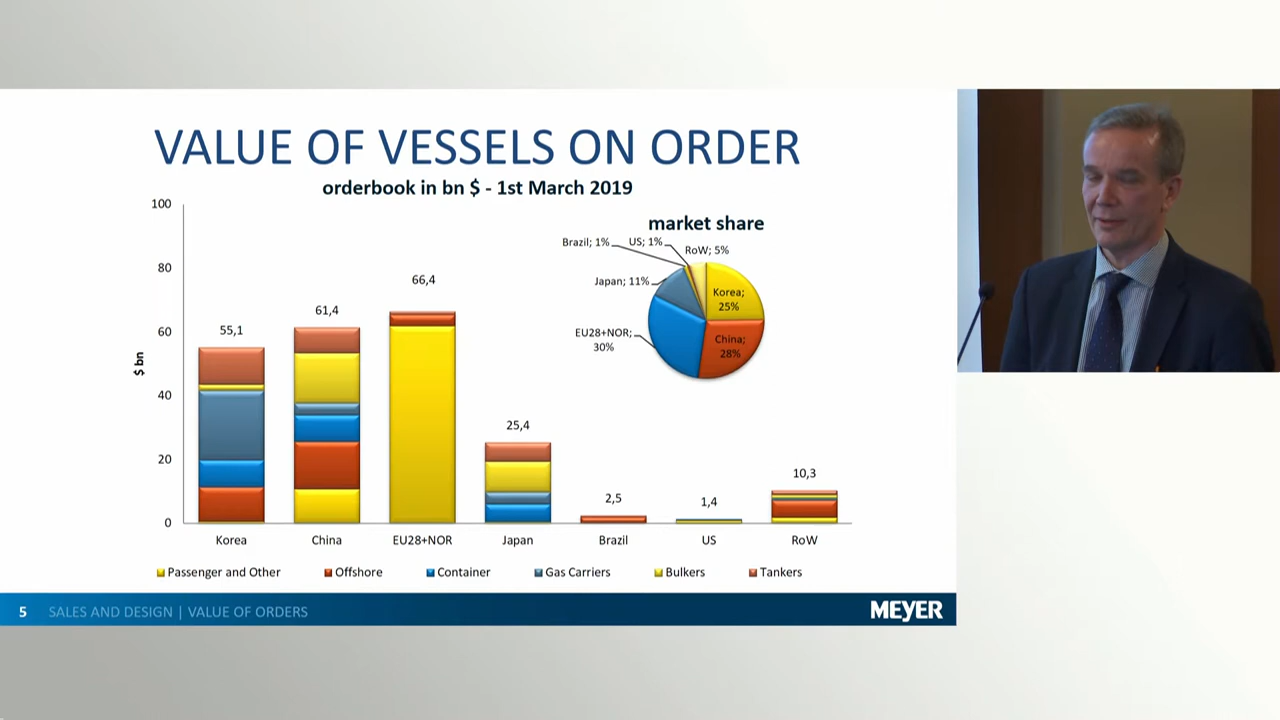 VALUE OF VESSELS ON ORDER
orderbook in bn $ - 1st March 2019
100
80
60
40
20
0
$ bn
55,1
61,4
66,4
25,4
2,5
1,4
10,3
Korea
China
EU28+NOR
Japan
Brazil
US
RoW
market share
Brazil; 1%
US; 1%
RoW; 5%
Japan; 11%
Korea;
25%
EU28+NOR;
30%
China;
28%
Passenger and Other
Offshore
Container
Gas Carriers
Bulkers
Tankers
5 SALES AND DESIGN | VALUE OF ORDERS
MEYER